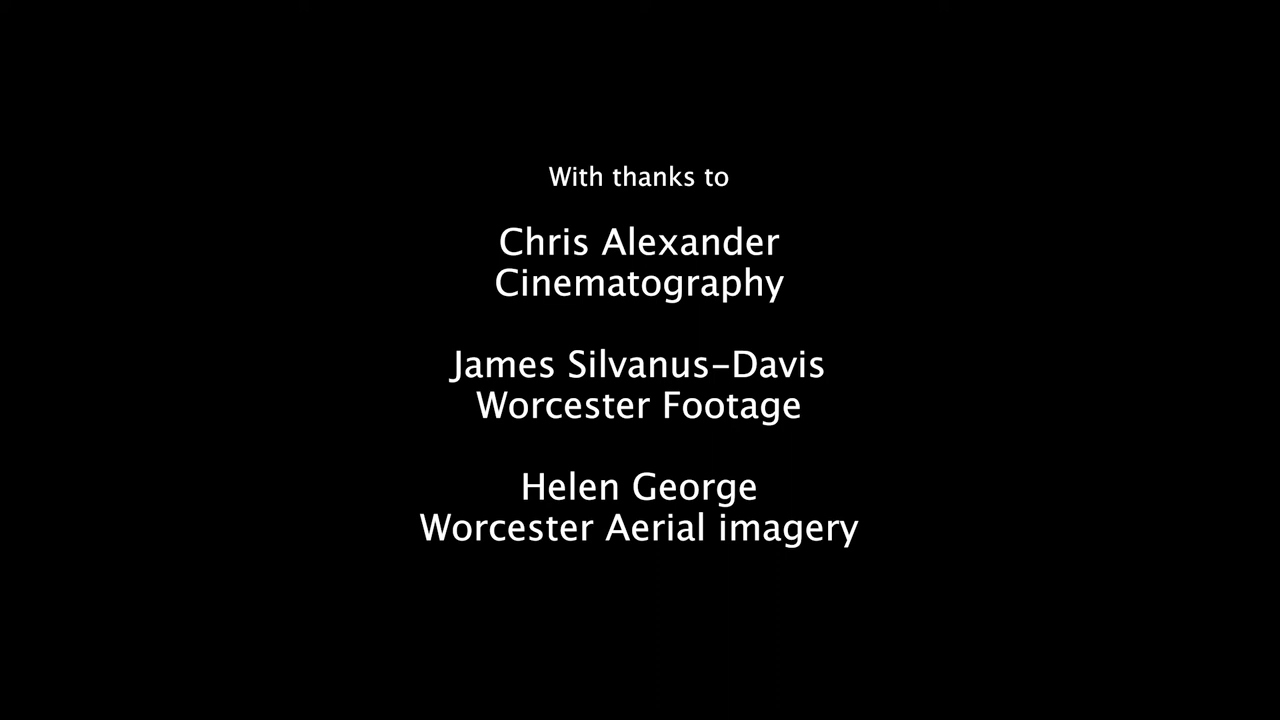 With thanks to
Chris Alexander
Cinematography
James Silvanus-Davis
Worcester Footage
Helen George
Worcester Aerial imagery